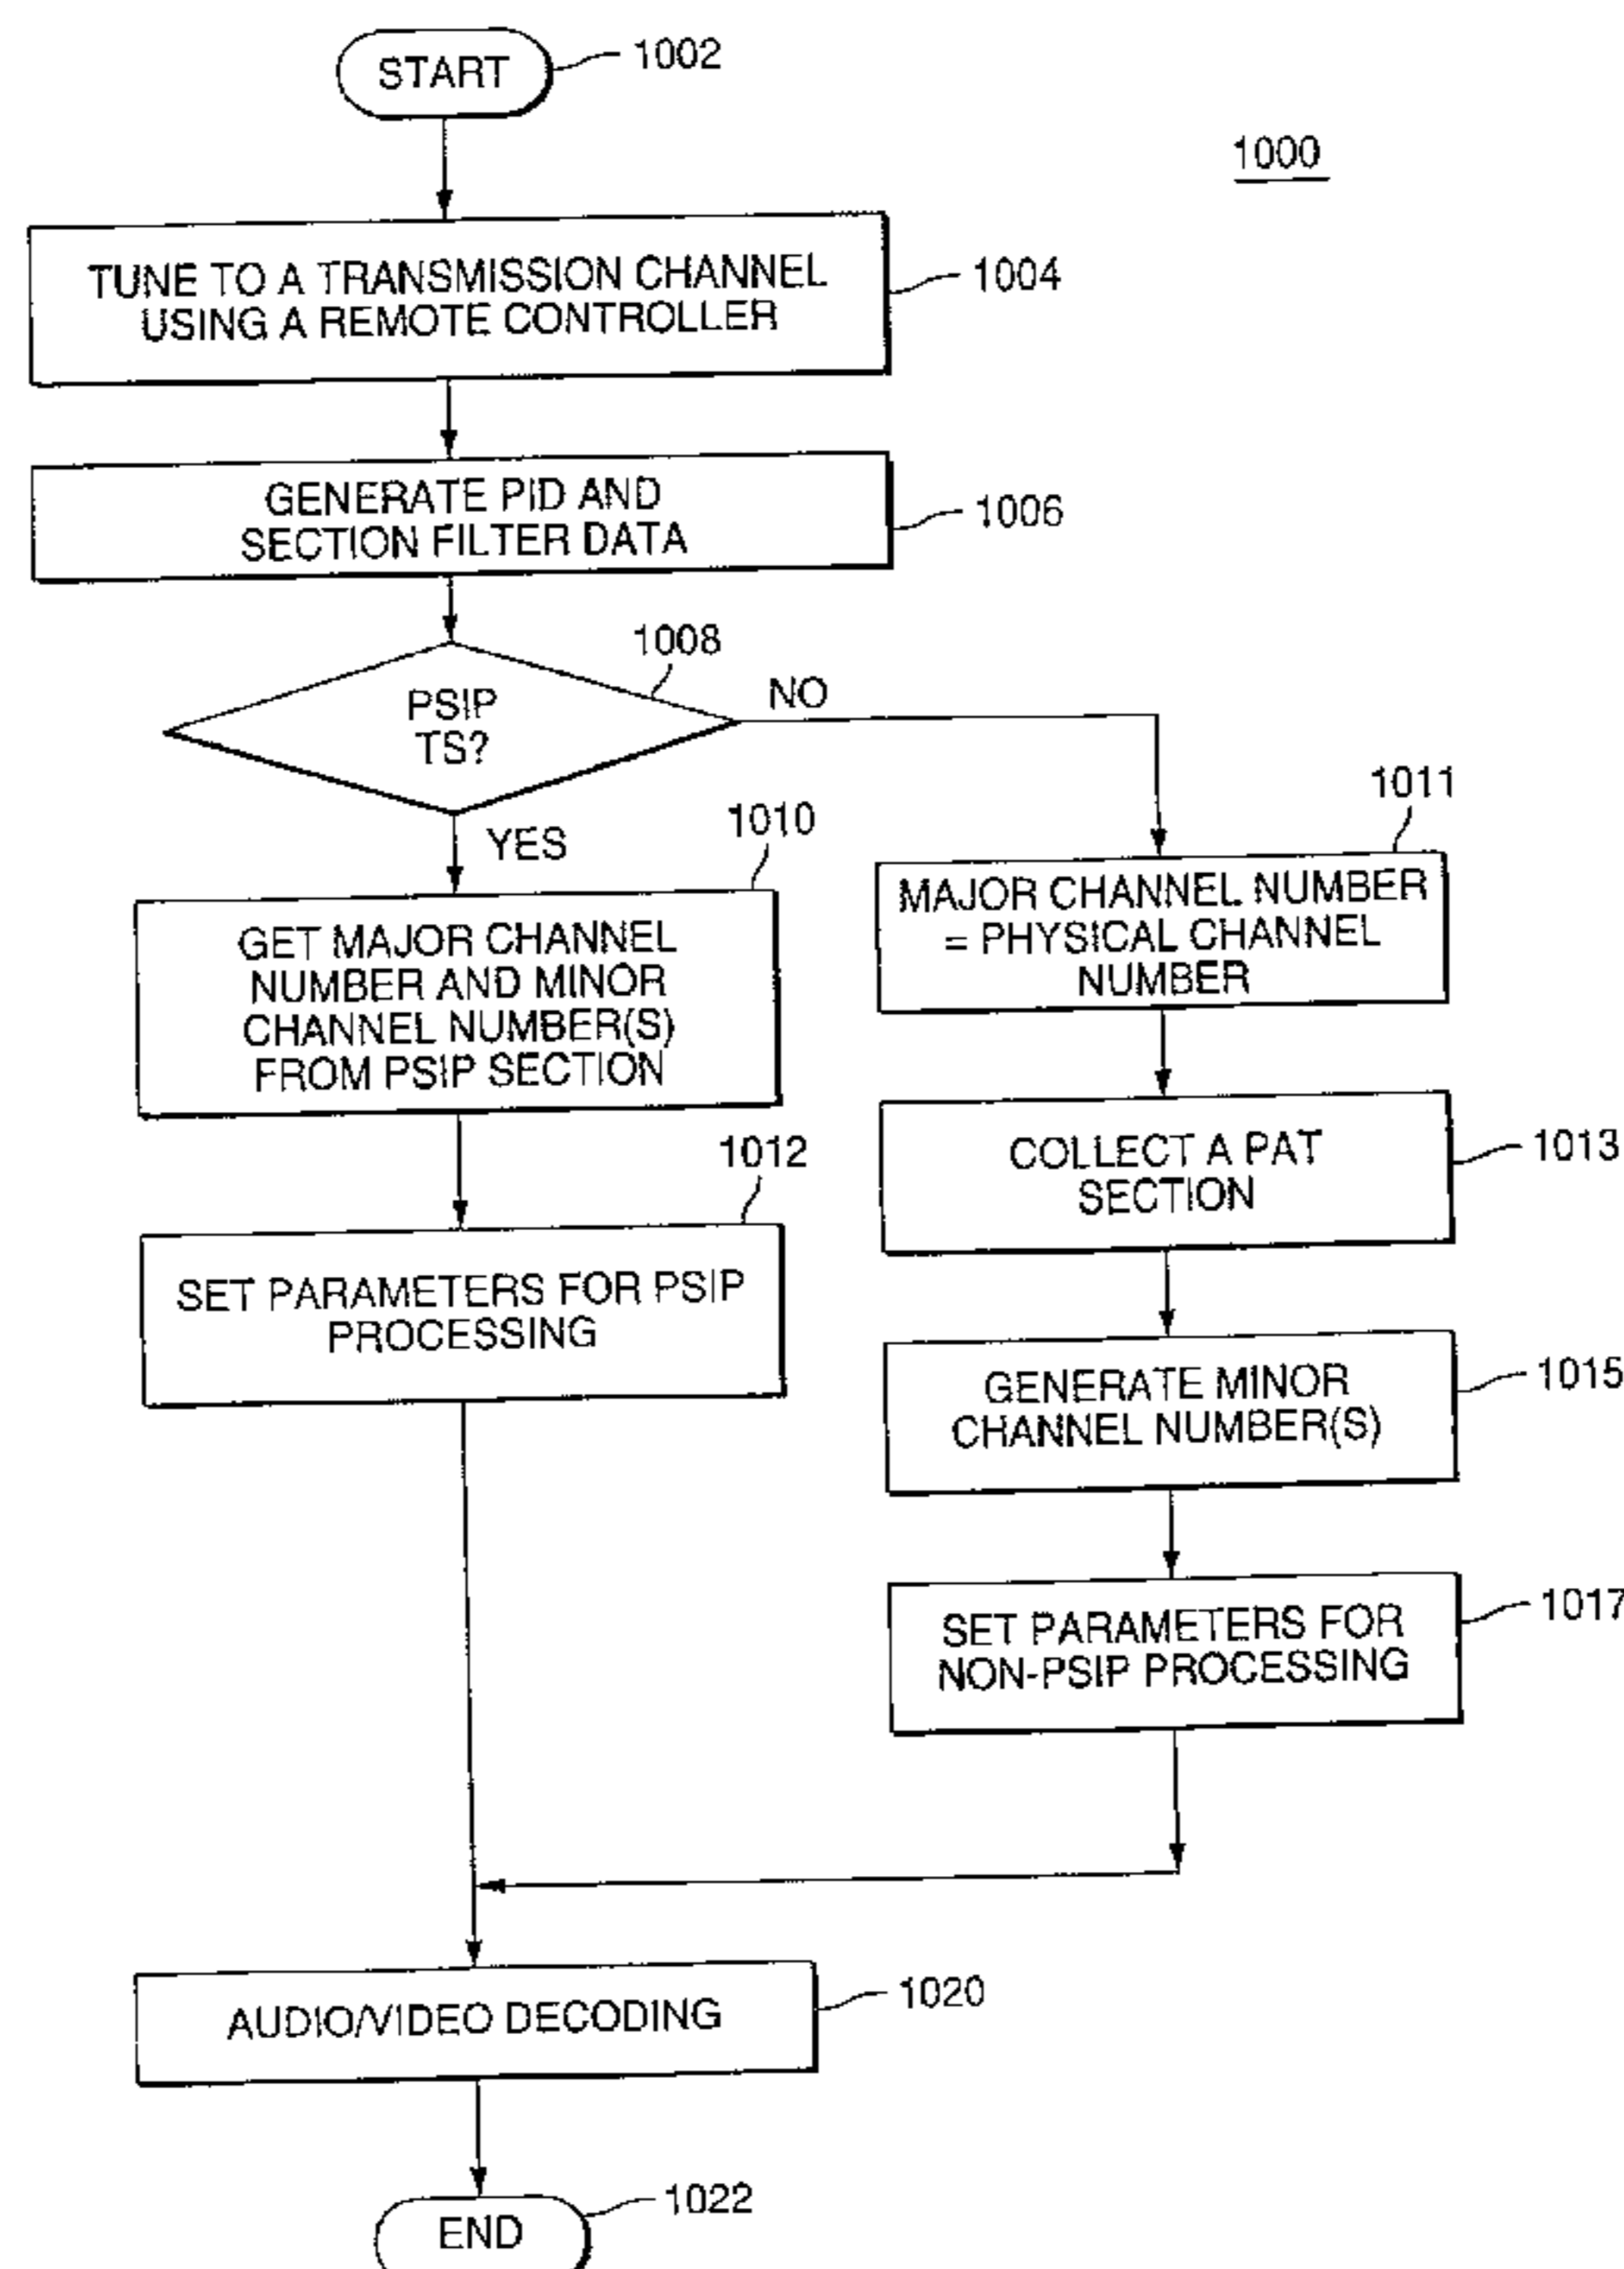 START
1002
1000
TUNE TO A TRANSMISSION CHANNEL
USING A REMOTE CONTROLLER
1004
GENERATE PID AND
SECTION FILTER DATA
1006
1008
PSIP
TS?
NO
YES
1010
GET MAJOR CHANNEL
NUMBER AND MINOR
CHANNEL NUMBER(S)
FROM PSIP SECTION
1012
SET PARAMETERS FOR PSIP
PROCESSING
1011
MAJOR CHANNEL NUMBER
= PHYSICAL CHANNEL
NUMBER
COLLECT A PAT
SECTION
1013
GENERATE MINOR
CHANNEL NUMBER(S)
1015
SET PARAMETERS FOR
NON-PSIP PROCESSING
1017
AUDIO/VIDEO DECODING
1020
END
1022